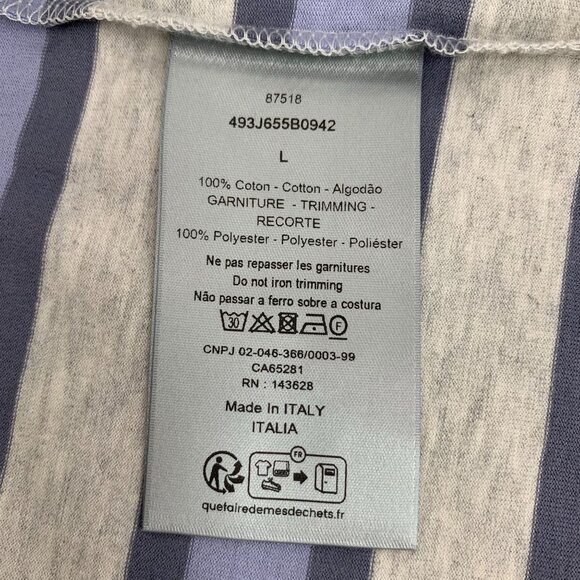 87518
493J655B0942
L
100% Coton - Cotton - Algodão
GARNITURE - TRIMMING -
RECORTE
100% Polyester - Polyester - Poliéster
Ne pas repasser les garnitures
Do not iron trimming
Não passar a ferro sobre a costura
30 F
CNPJ 02-046-366/0003-99
CA65281
RN : 143628
Made in ITALY
ITALIA
FR
quefairedemesdechets.fr